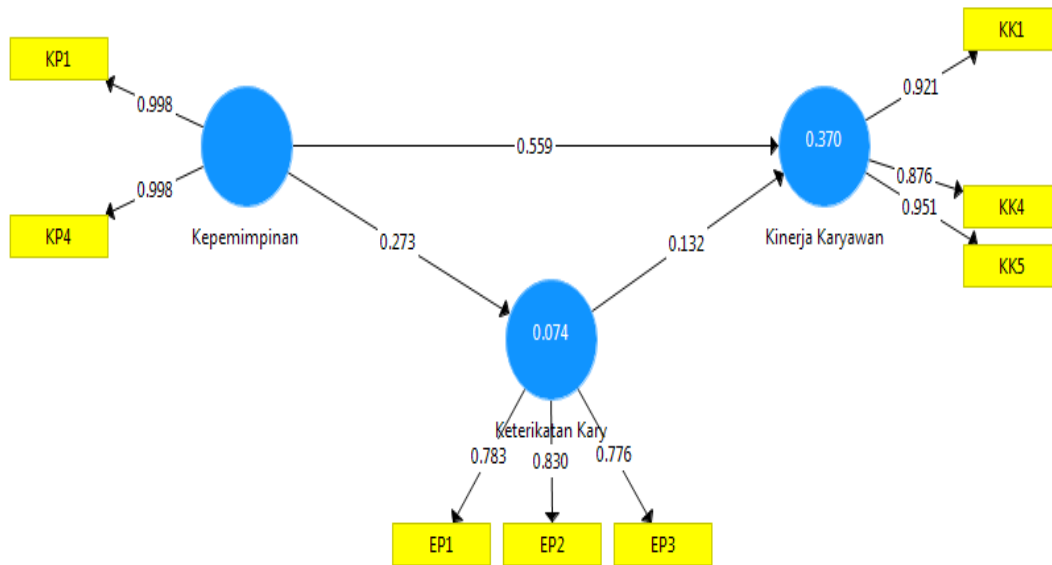 KP1
KK1
0.998
0.921
0.370
0.559
0.998
0.876
KK4
0.951
KP4
Kepemimpinan
Kinerja Karyawan
0.273
0.132
KK5
0.074
Keterikatan Kary
0.783
0.830
0.776
EP1
EP2
EP3